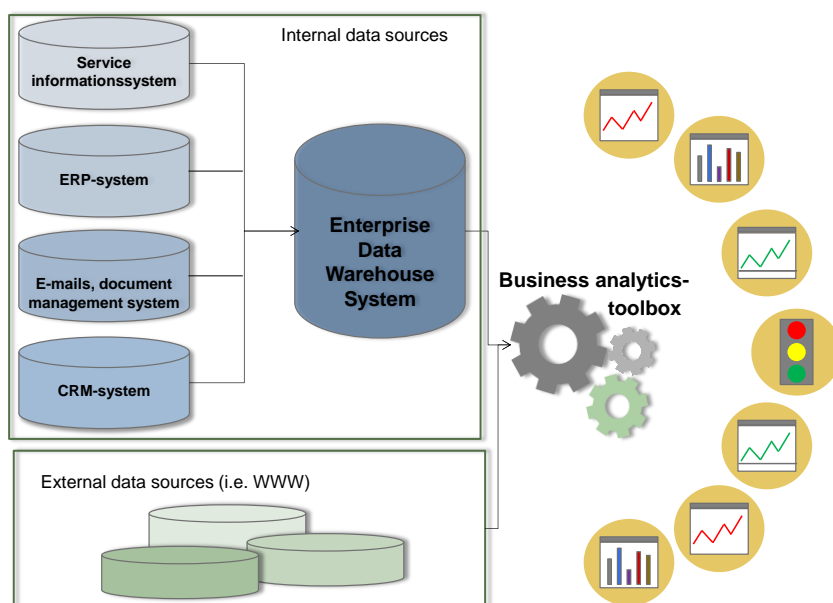 Internal data sources
Service
informationssystem
ERP-system
E-mails, document
management system
CRM-system
Enterprise
Data
Warehouse
System
Business analytics-
toolbox
External data sources (i.e. WWW)